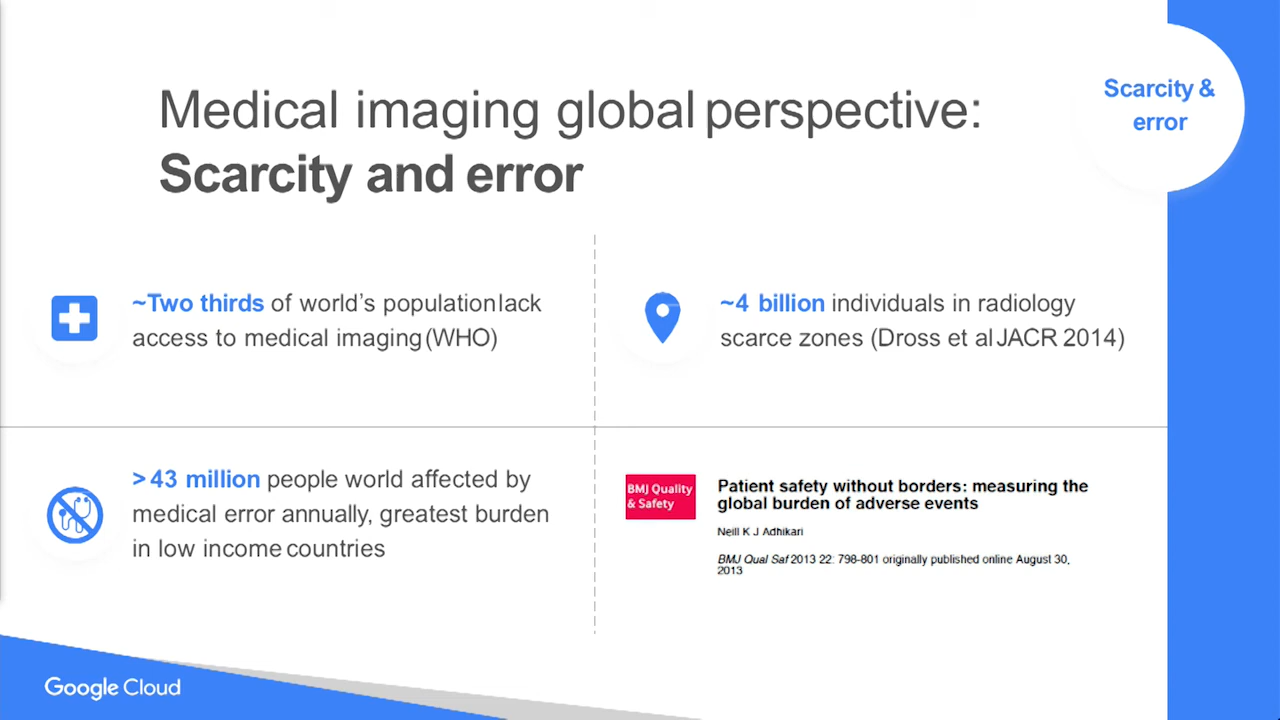 Scarcity &
error
Medical imaging global perspective:
Scarcity and error
~Two thirds of world's population lack
access to medical imaging (WHO)
~4 billion individuals in radiology
scarce zones (Dross et al JACR 2014)
> 43 million people world affected by
medical error annually, greatest burden
in low income countries
BMJ Quality
& Safety
Patient safety without borders: measuring the
global burden of adverse events
Neill K J Adhikari
BMJ Qual Saf 2013 22: 798-801 originally published online August 30,
2013
Google Cloud